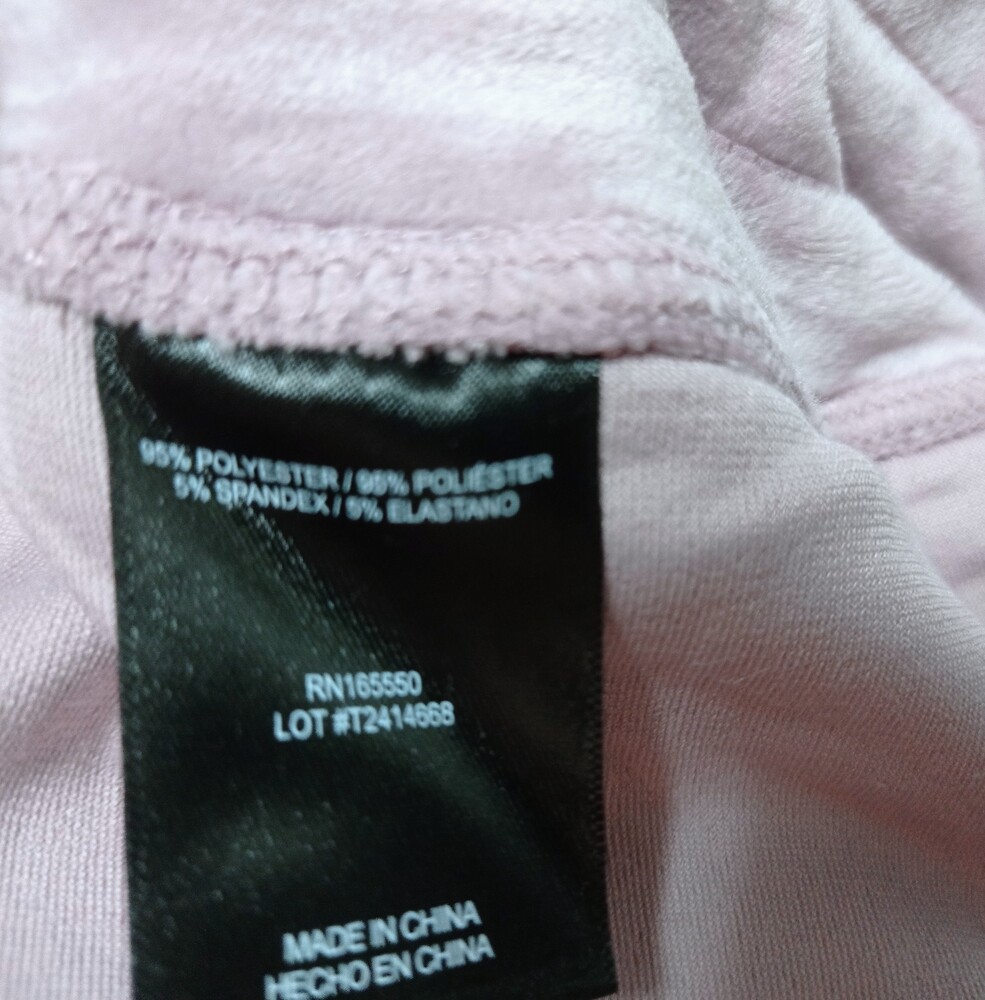 95% POLYESTER / 95% POLIÉSTER
5% SPANDEX / 5% ELASTANO
RN165550
LOT #T2414668
MADE IN CHINA
HECHO EN CHINA